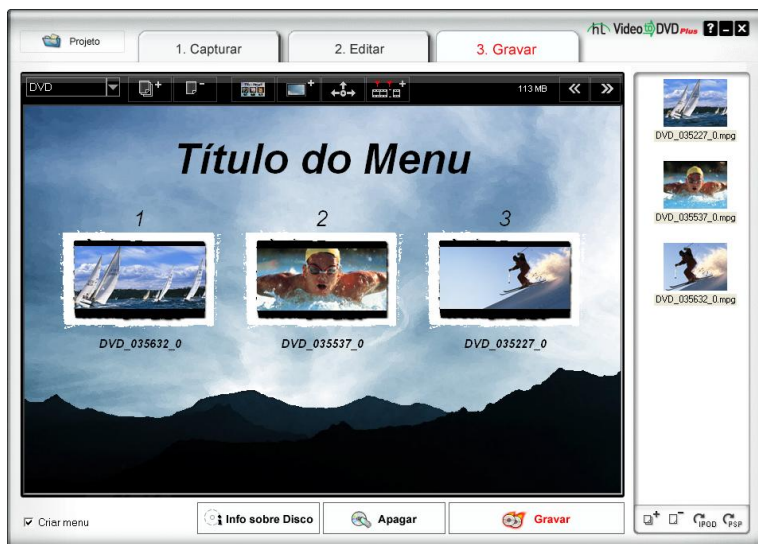 hL Video DVD Plus ? - X
Projeto
1. Capturar
2. Editar
3. Gravar
DVD
113 MB
Título do Menu
1
2
3
DVD_035632_0
DVD_035537_0
DVD_035227_0
DVD_035227_0.mpg
DVD_035537_0.mpg
DVD_035632_0.mpg
Criar menu
Info sobre Disco
Apagar
Gravar
IPOD
PSP